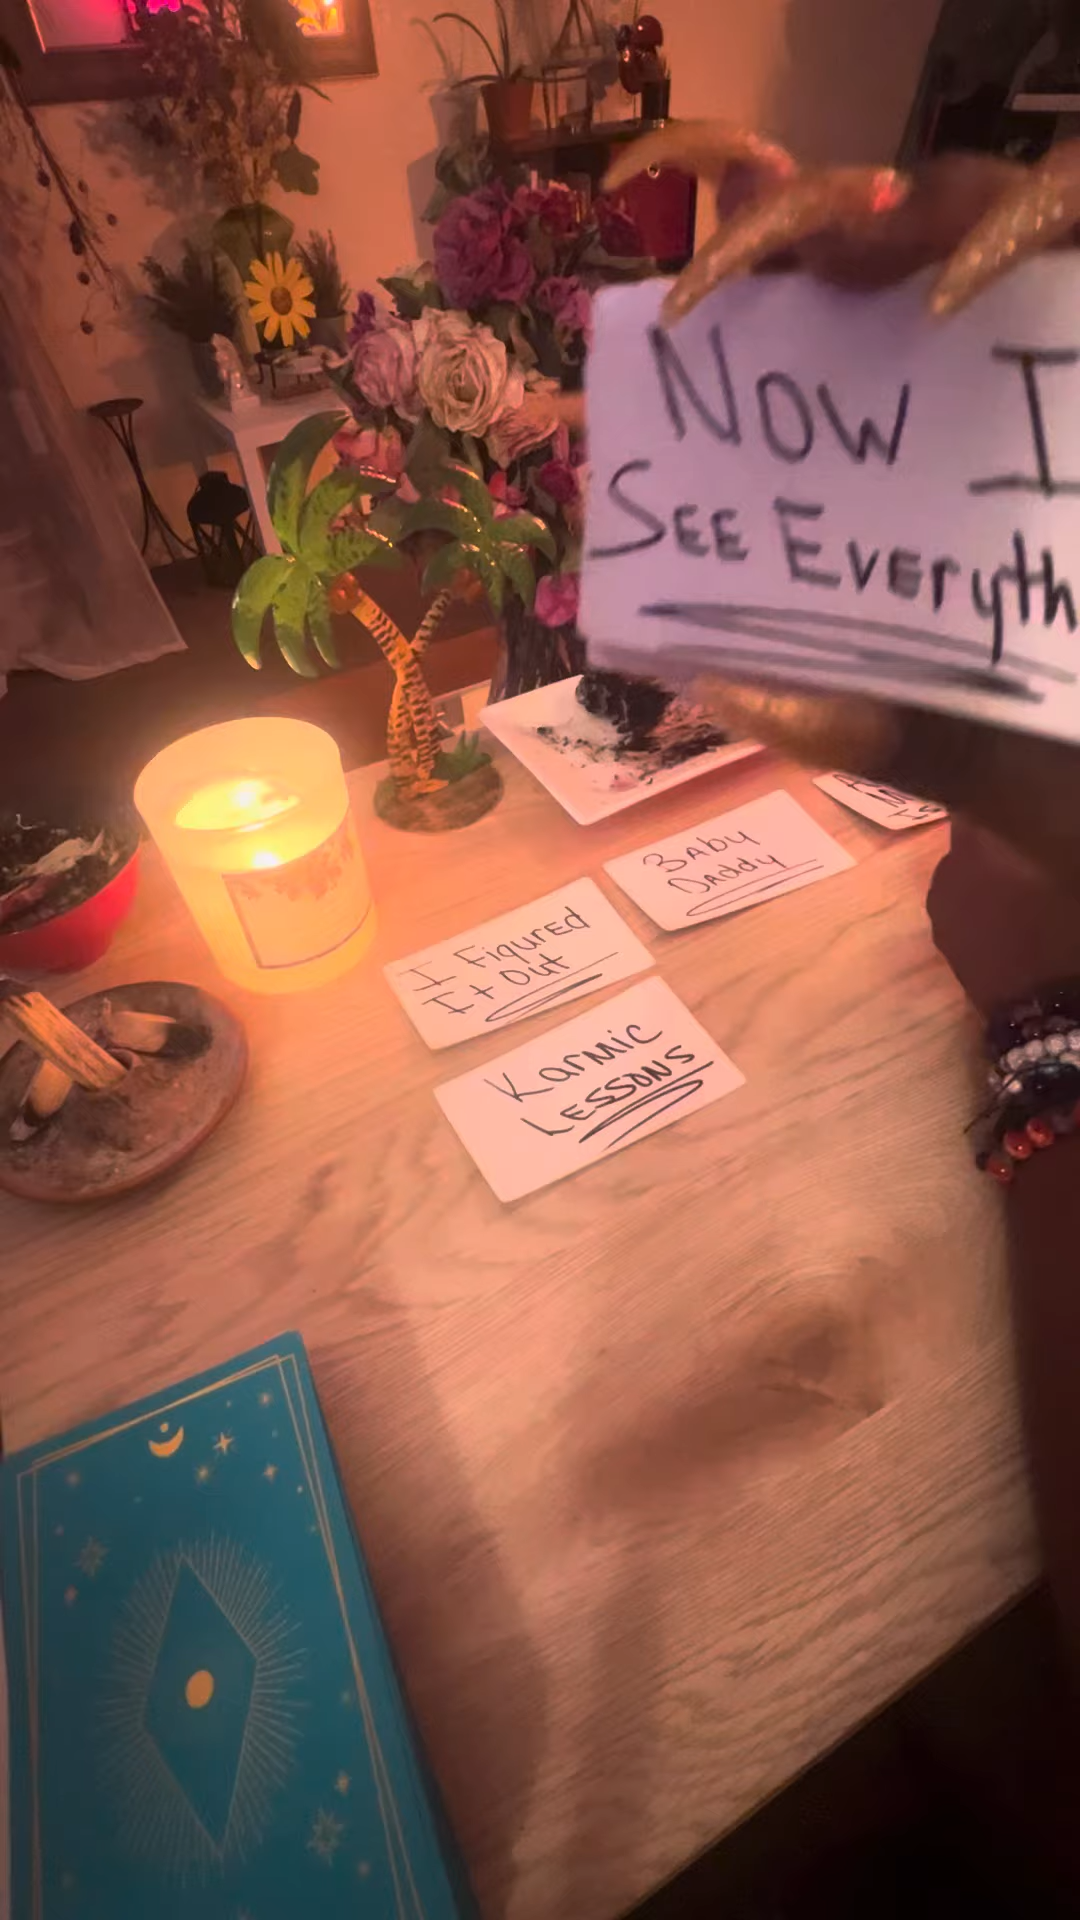 Now I
See Everyth
Baby
Daddy
I Figured
It Out
Karmic
Lessons